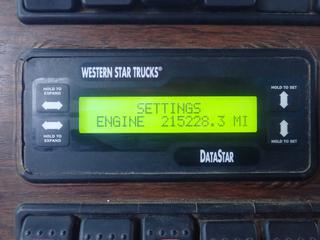 WESTERN STAR TRUCKS®
HOLD TO EXPAND
HOLD TO SET
SETTINGS
ENGINE 215228.3 MI
HOLD TO EXPAND
HOLD TO SET
DATASTAR